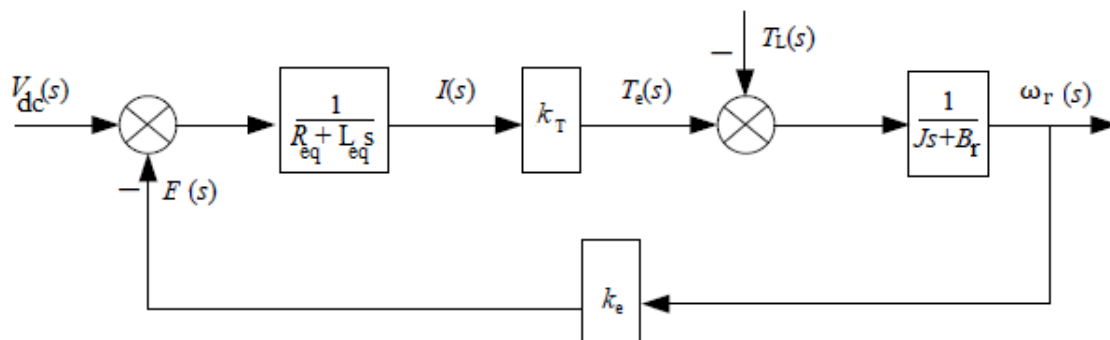 V_dc(s)
−
E (s)
1
R_eq + L_eq s
I(s)
k_T
T_e(s)
−
T_L(s)
1
Js+B_r
ω_r (s)
k_e